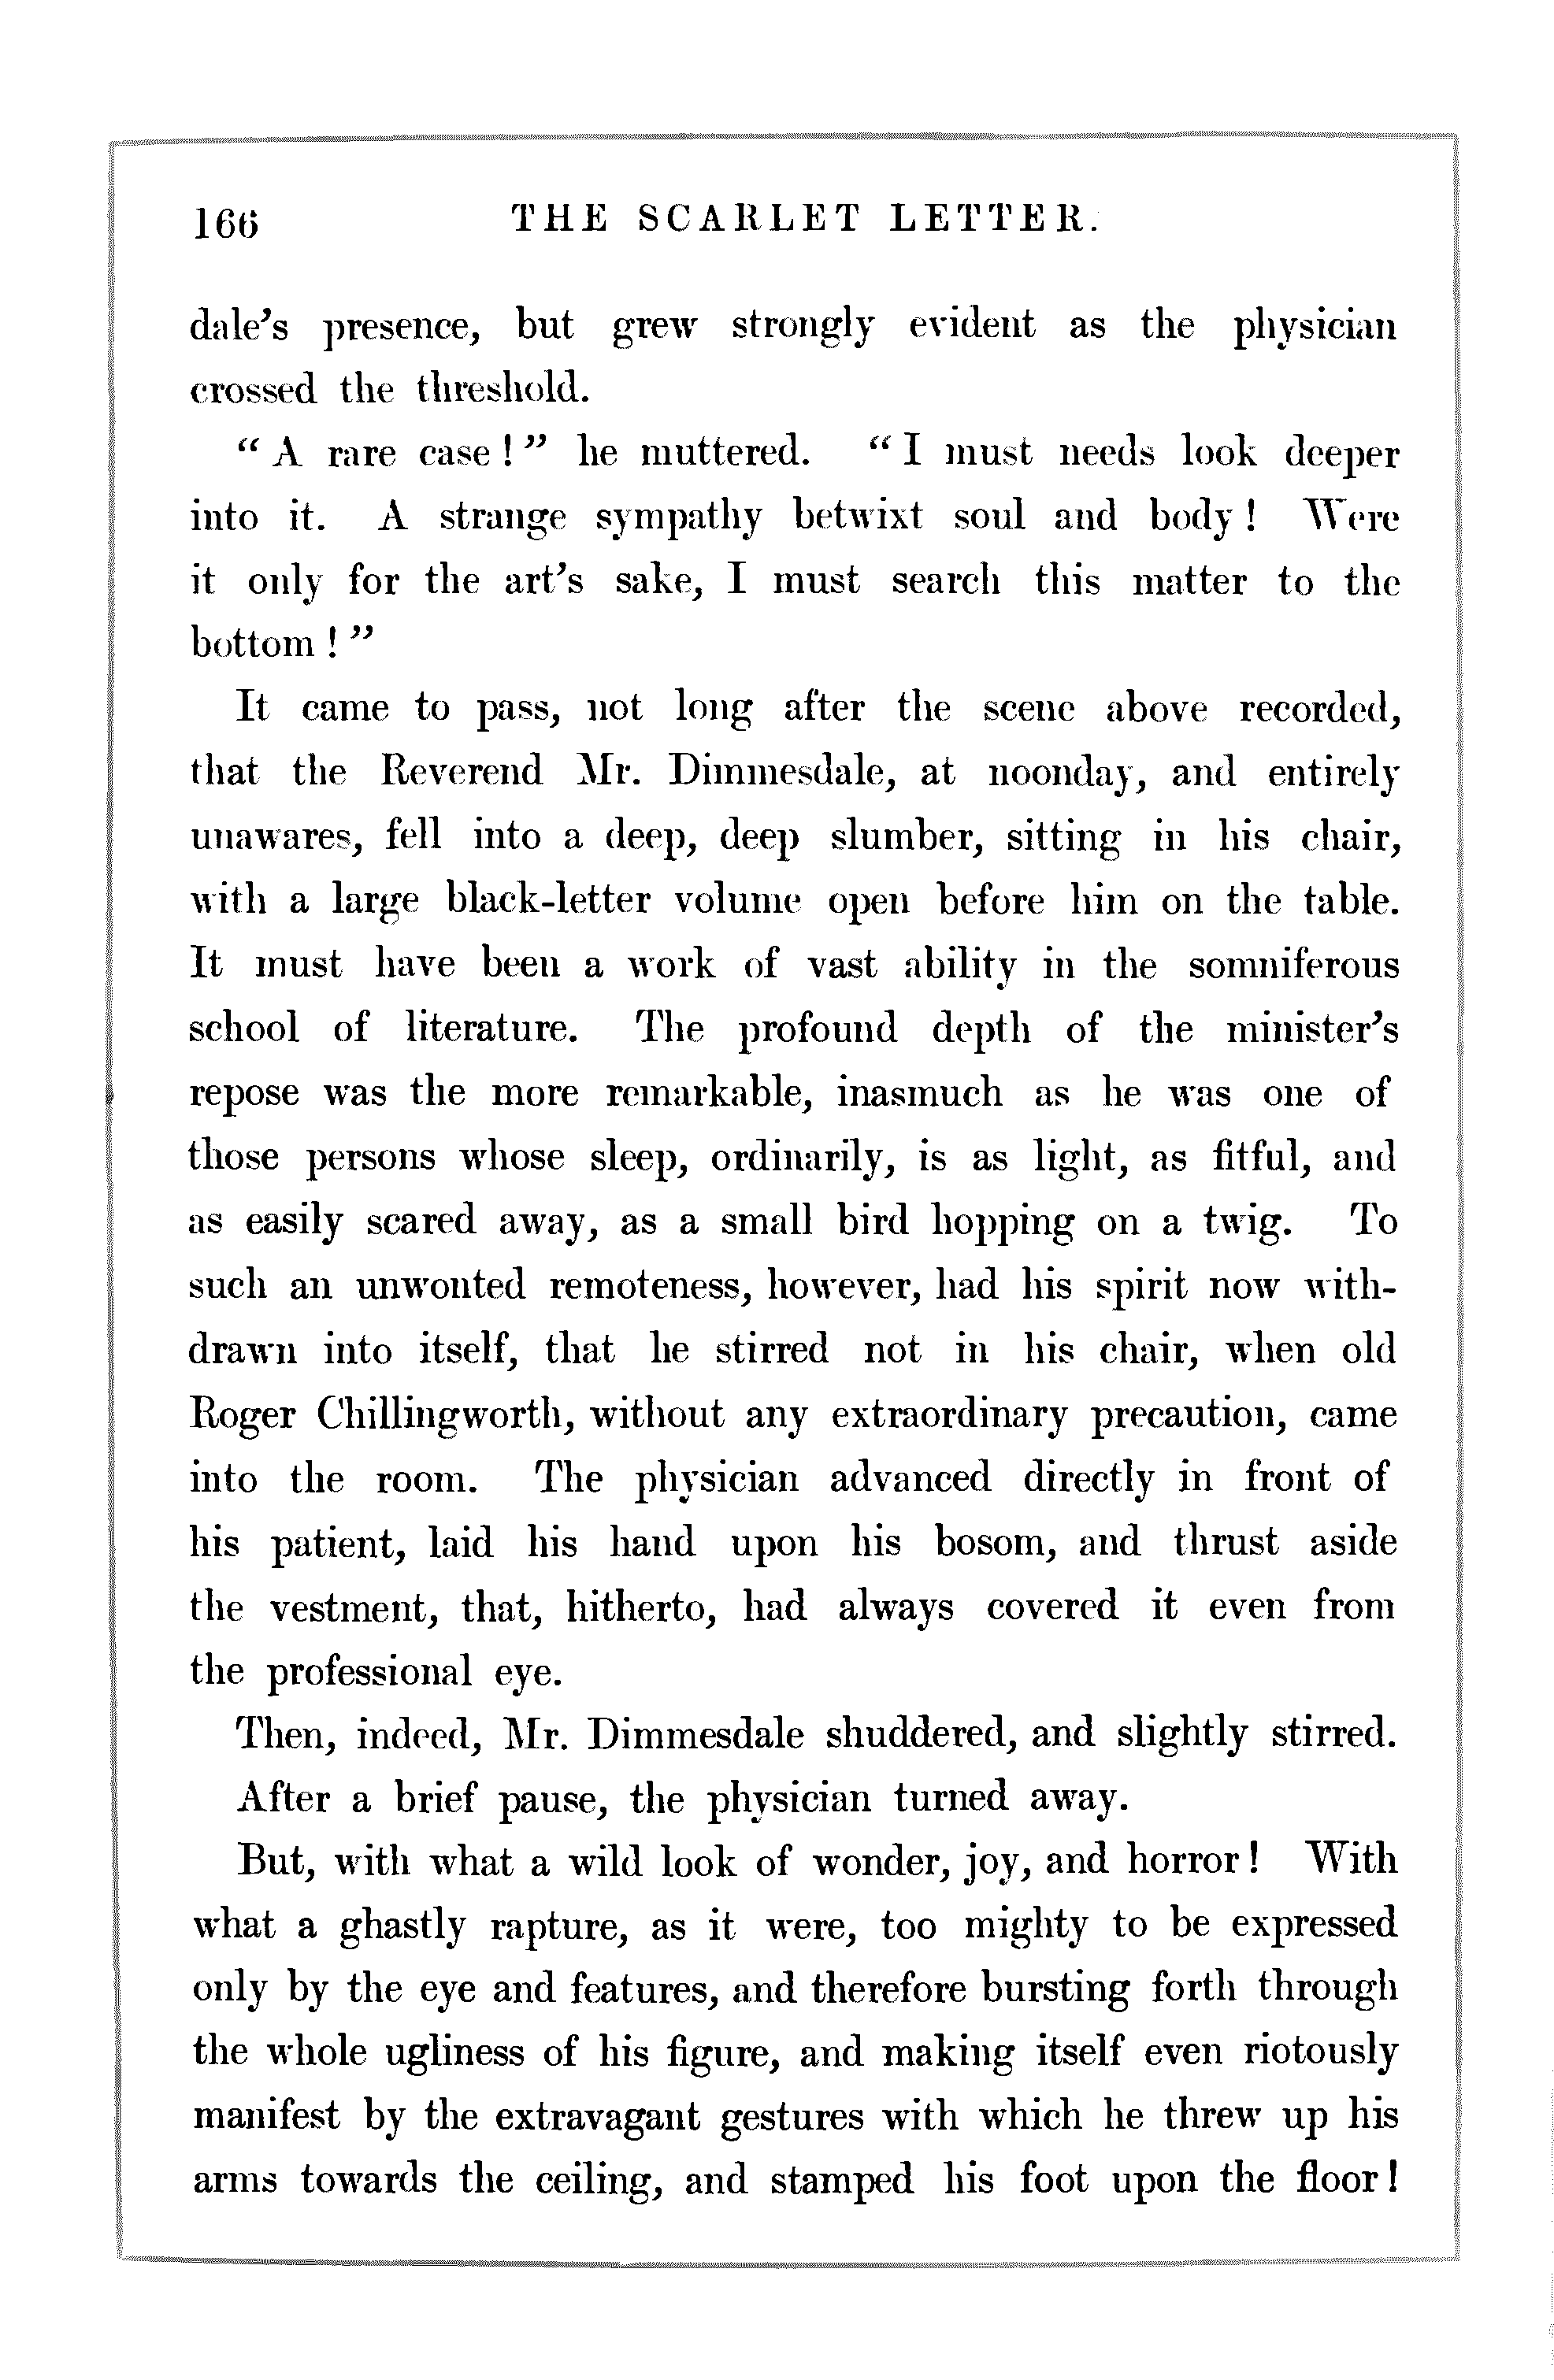 166 THE SCARLET LETTER.
dale's presence, but grew strongly evident as the physician
crossed the threshold.
"A rare case!" he muttered. "I must needs look deeper
into it. A strange sympathy betwixt soul and body! Were
it only for the art's sake, I must search this matter to the
bottom!"
It came to pass, not long after the scene above recorded,
that the Reverend Mr. Dimmesdale, at noonday, and entirely
unawares, fell into a deep, deep slumber, sitting in his chair,
with a large black-letter volume open before him on the table.
It must have been a work of vast ability in the somniferous
school of literature. The profound depth of the minister's
repose was the more remarkable, inasmuch as he was one of
those persons whose sleep, ordinarily, is as light, as fitful, and
as easily scared away, as a small bird hopping on a twig. To
such an unwonted remoteness, however, had his spirit now with-
drawn into itself, that he stirred not in his chair, when old
Roger Chillingworth, without any extraordinary precaution, came
into the room. The physician advanced directly in front of
his patient, laid his hand upon his bosom, and thrust aside
the vestment, that, hitherto, had always covered it even from
the professional eye.
Then, indeed, Mr. Dimmesdale shuddered, and slightly stirred.
After a brief pause, the physician turned away.
But, with what a wild look of wonder, joy, and horror! With
what a ghastly rapture, as it were, too mighty to be expressed
only by the eye and features, and therefore bursting forth through
the whole ugliness of his figure, and making itself even riotously
manifest by the extravagant gestures with which he threw up his
arms towards the ceiling, and stamped his foot upon the floor!